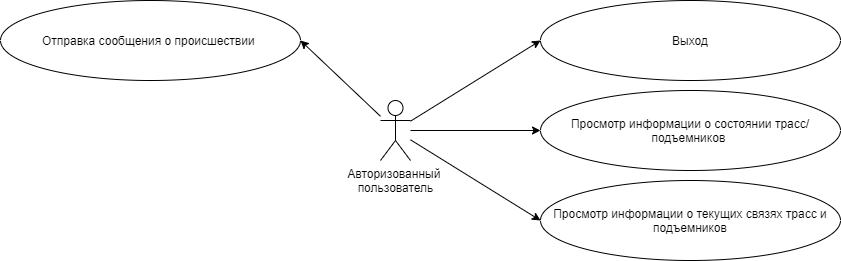 Отправка сообщения о происшествии
Выход
Просмотр информации о состоянии трасс/
подъемников
Авторизованный
пользователь
Просмотр информации о текущих связях трасс и
подъемников